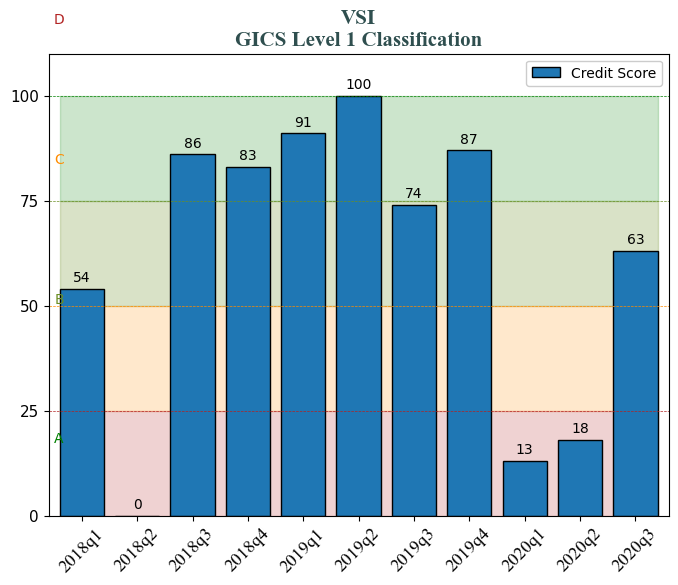 D
VSI
GICS Level 1 Classification
Credit Score
100
100
91
87
86
83
C
75
74
63
54
50
B
25
A
18
13
0
0
2018q1
2018q2
2018q3
2018q4
2019q1
2019q2
2019q3
2019q4
2020q1
2020q2
2020q3